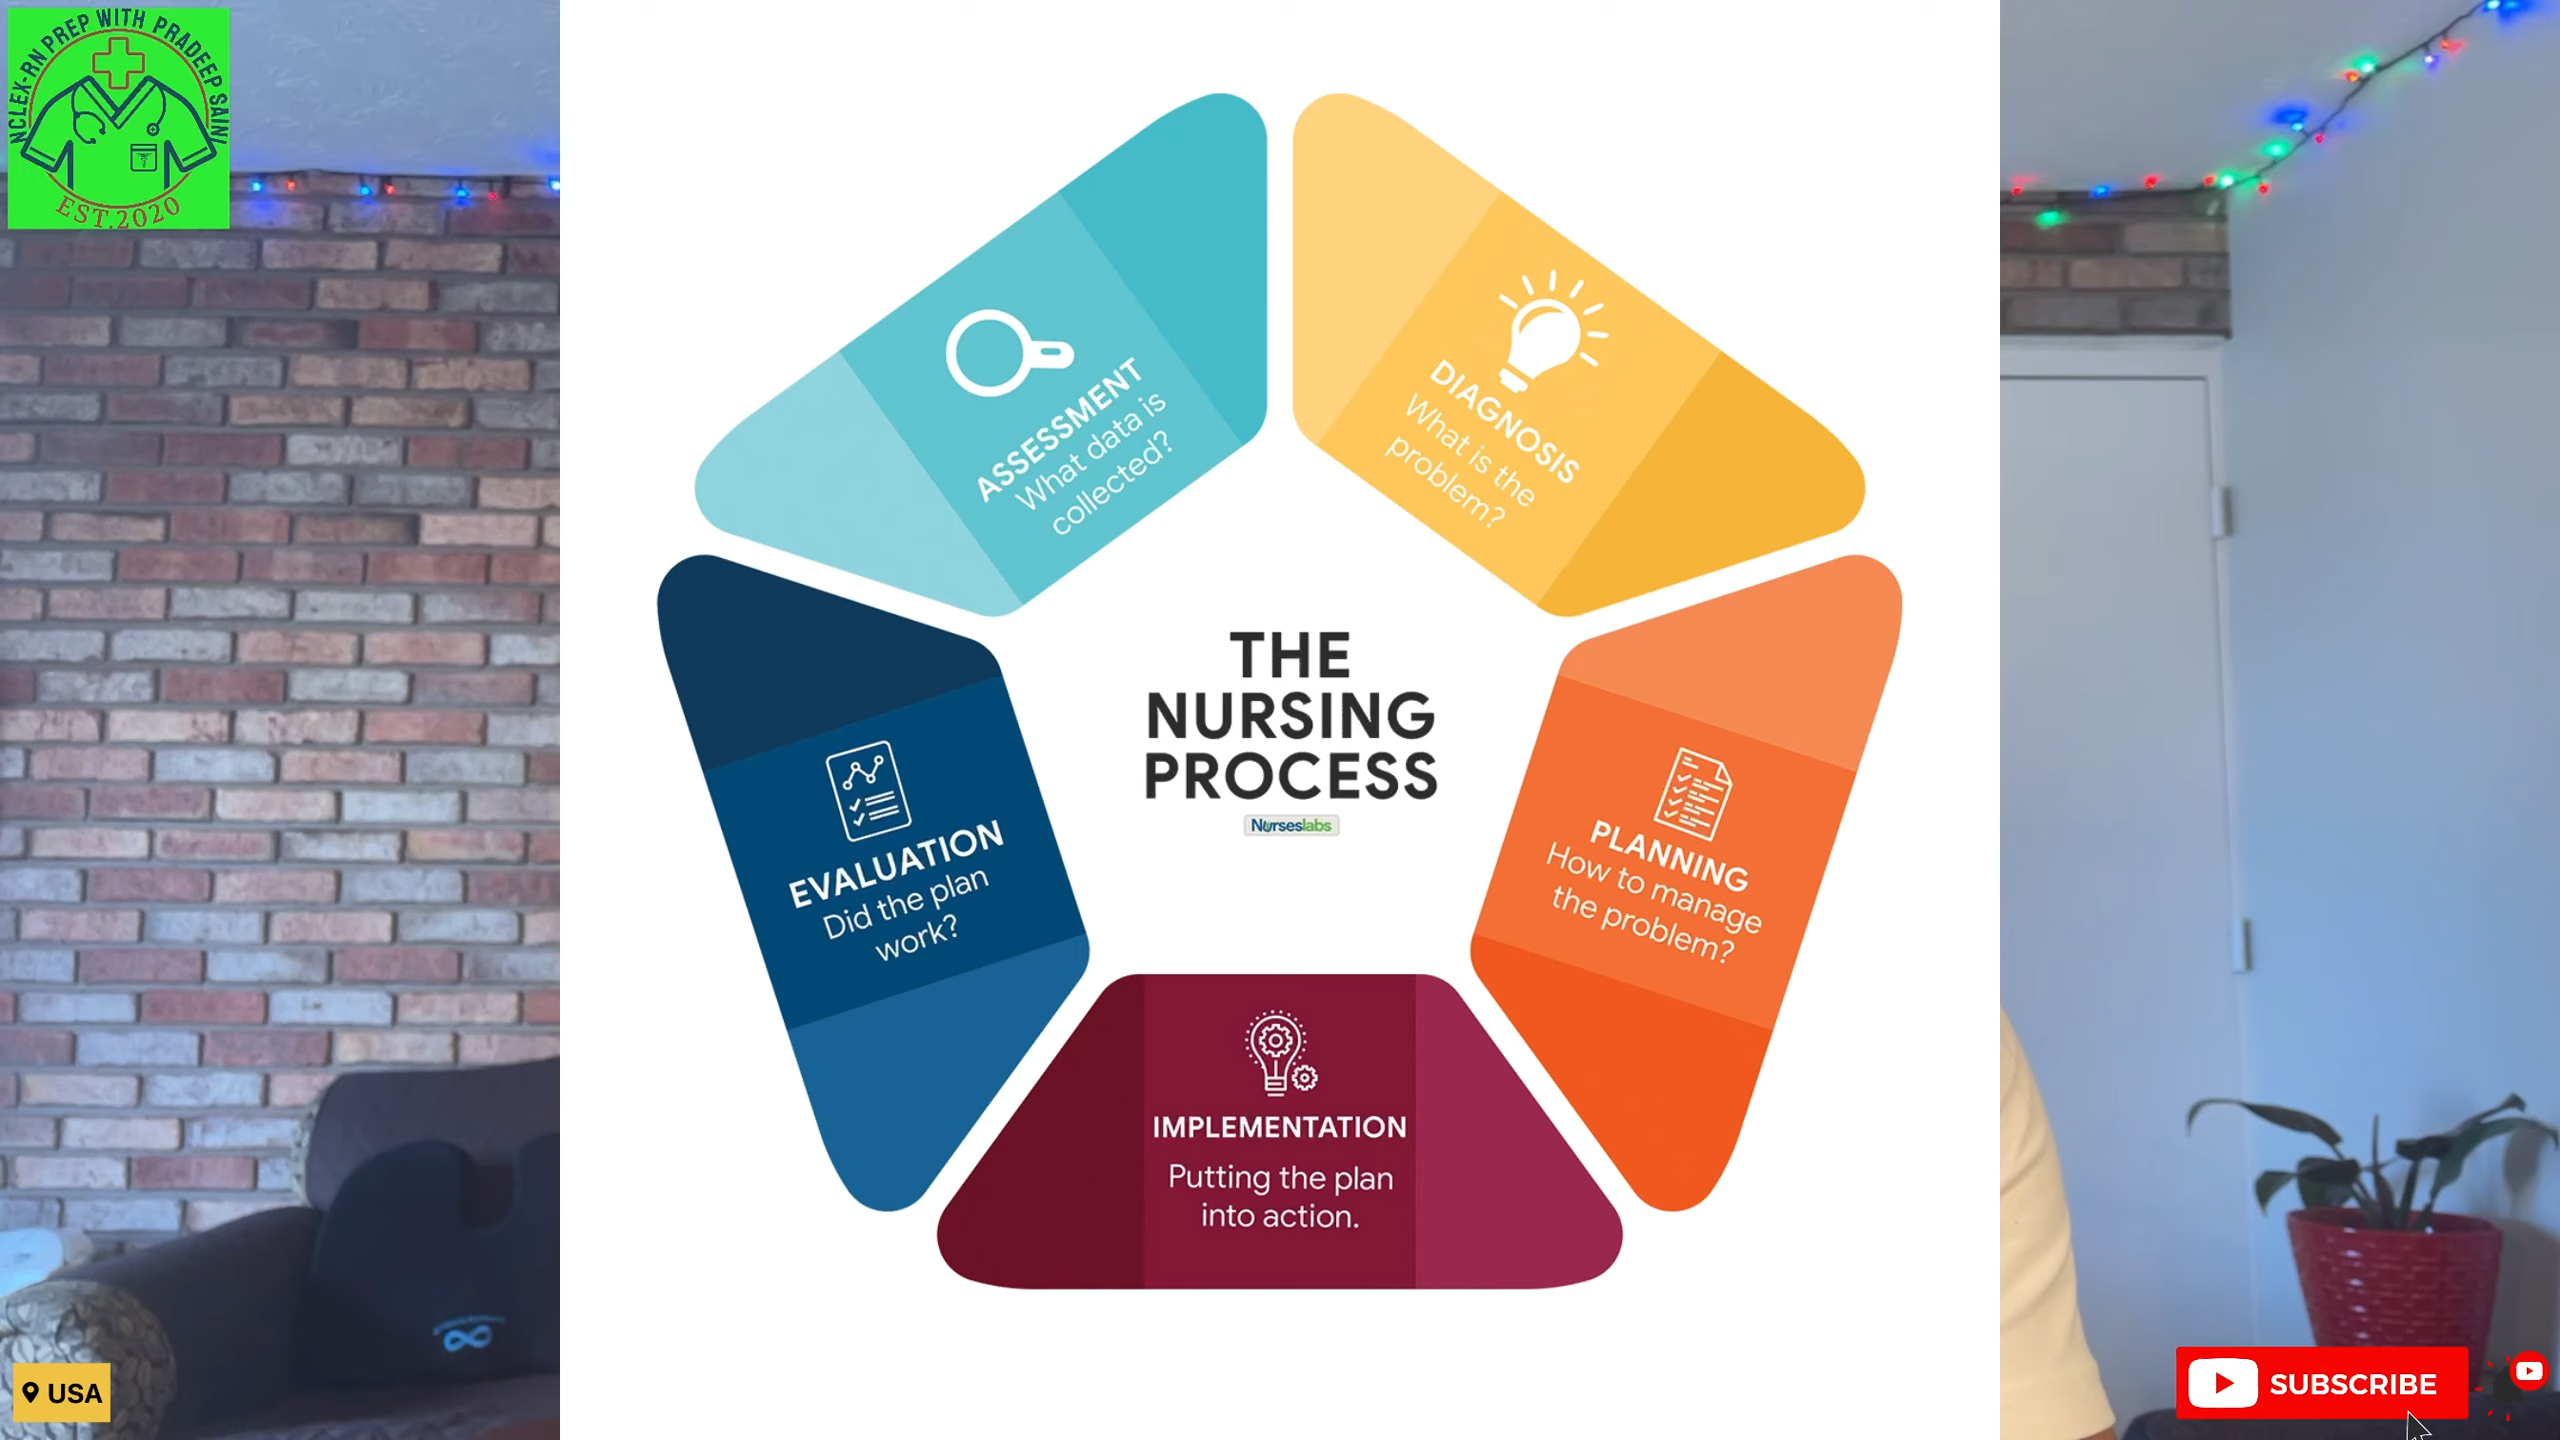 NCLEX-RN PREP WITH PRADEEP SAINI
EST.2020
ASSESSMENT
What data is
collected?
DIAGNOSIS
What is the
problem?
THE
NURSING
PROCESS
Nurseslabs
EVALUATION
Did the plan
work?
PLANNING
How to manage
the problem?
IMPLEMENTATION
Putting the plan
into action.
USA
SUBSCRIBE